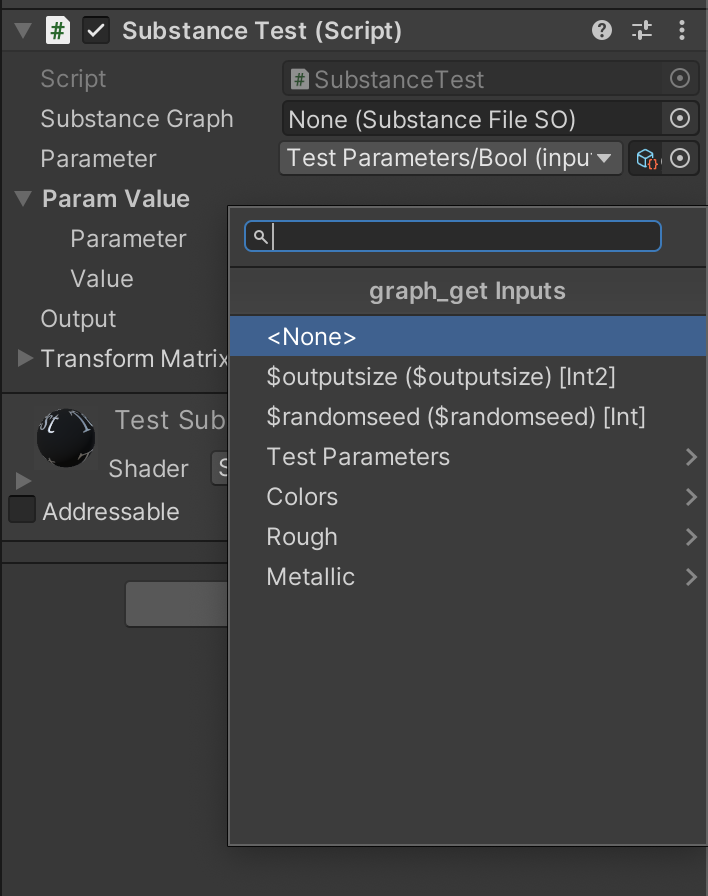 Substance Test (Script)
Script
SubstanceTest
Substance Graph
None (Substance File SO)
Parameter
Test Parameters/Bool (inpu
Param Value
Parameter
Value
Output
Transform Matrix
graph_get Inputs
<None>
$outputsize ($outputsize) [Int2]
$randomseed ($randomseed) [Int]
Test Parameters
Colors
Rough
Metallic
Test Sub
Shader
S
Addressable